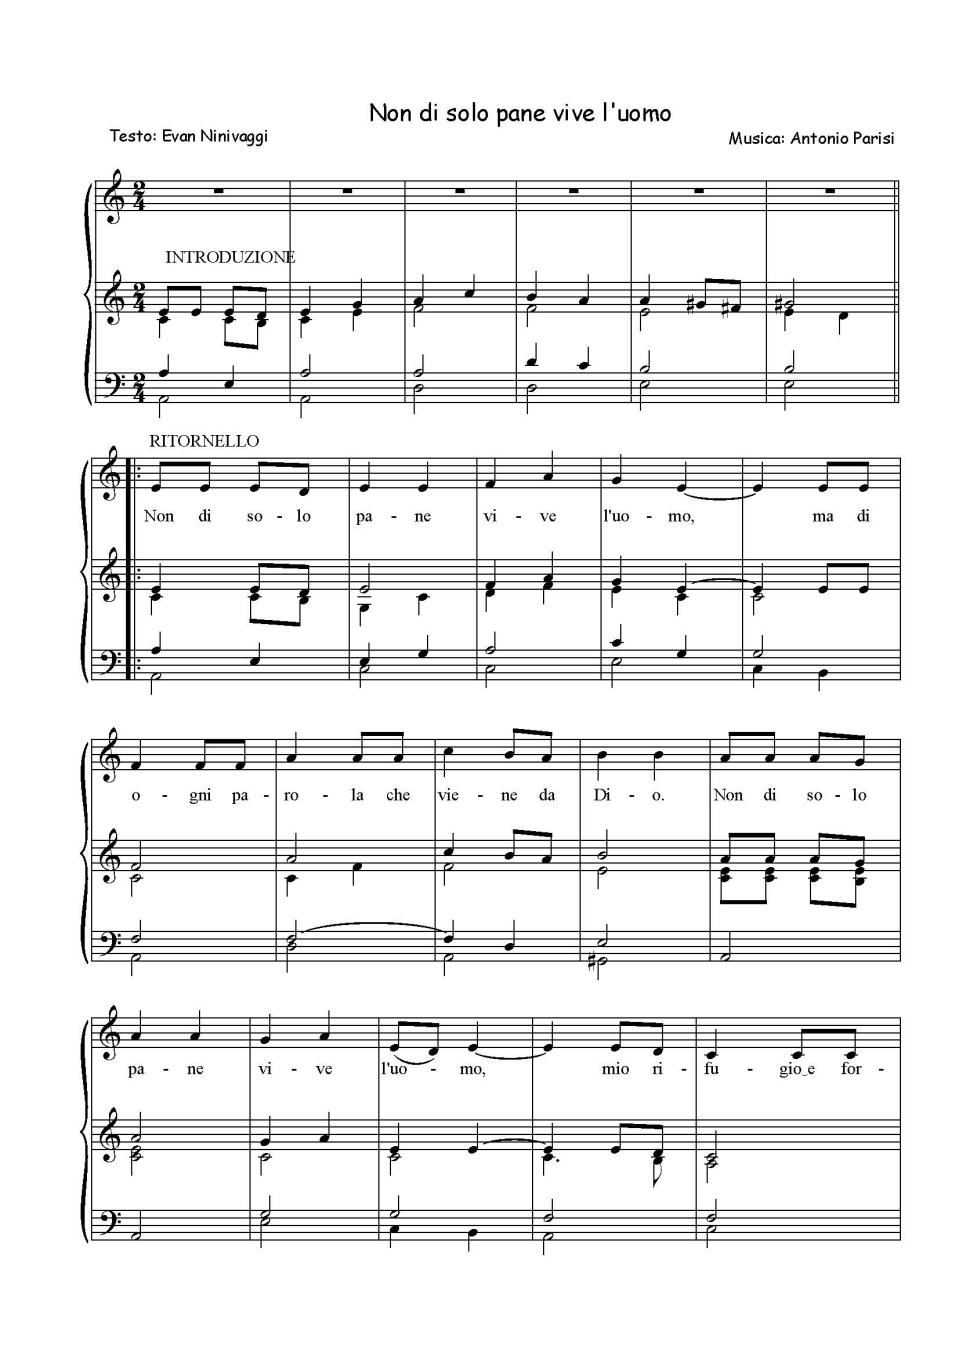 Non di solo pane vive l'uomo
Testo: Evan Ninivaggi
Musica: Antonio Parisi
INTRODUZIONE
RITORNELLO
Non di so - lo pa - ne vi - ve l'uo - mo, ma di
o - gni pa - ro - la che vie - ne da Di - o. Non di so - lo
pa - ne vi - ve l'uo - mo, mio ri - fu - gio_e for -